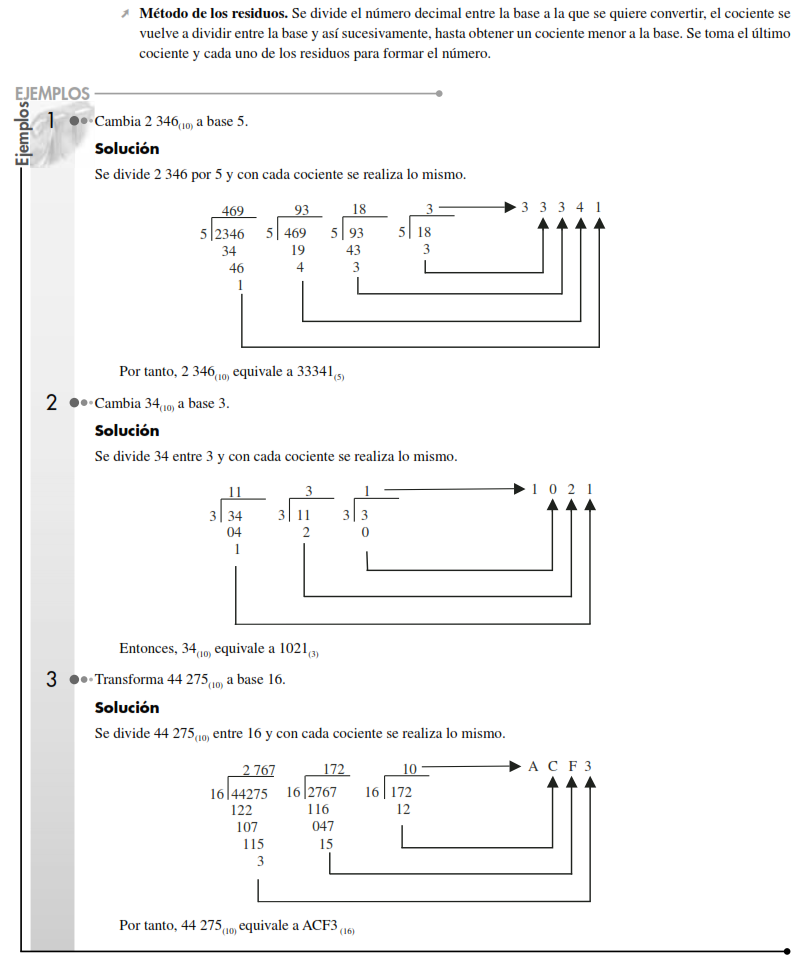 Método de los residuos. Se divide el número decimal entre la base a la que se quiere convertir, el cociente se
vuelve a dividir entre la base y así sucesivamente, hasta obtener un cociente menor a la base. Se toma el último
cociente y cada uno de los residuos para formar el número.
EJEMPLOS
Ejemplos
1 Cambia 2 346(10) a base 5.
Solución
Se divide 2 346 por 5 y con cada cociente se realiza lo mismo.
469 93 18 3 3 3 3 4 1
5 2346 5 469 5 93 5 18
34 19 43 3
46 4 3
1
Por tanto, 2 346(10) equivale a 33341(5)
2 Cambia 34(10) a base 3.
Solución
Se divide 34 entre 3 y con cada cociente se realiza lo mismo.
11 3 1 1 0 2 1
3 34 3 11 3 3
04 2 0
1
Entonces, 34(10) equivale a 1021(3)
3 Transforma 44 275(10) a base 16.
Solución
Se divide 44 275(10) entre 16 y con cada cociente se realiza lo mismo.
2 767 172 10 A C F 3
16 44275 16 2767 16 172
122 116 12
107 047
115 15
3
Por tanto, 44 275(10) equivale a ACF3 (16)